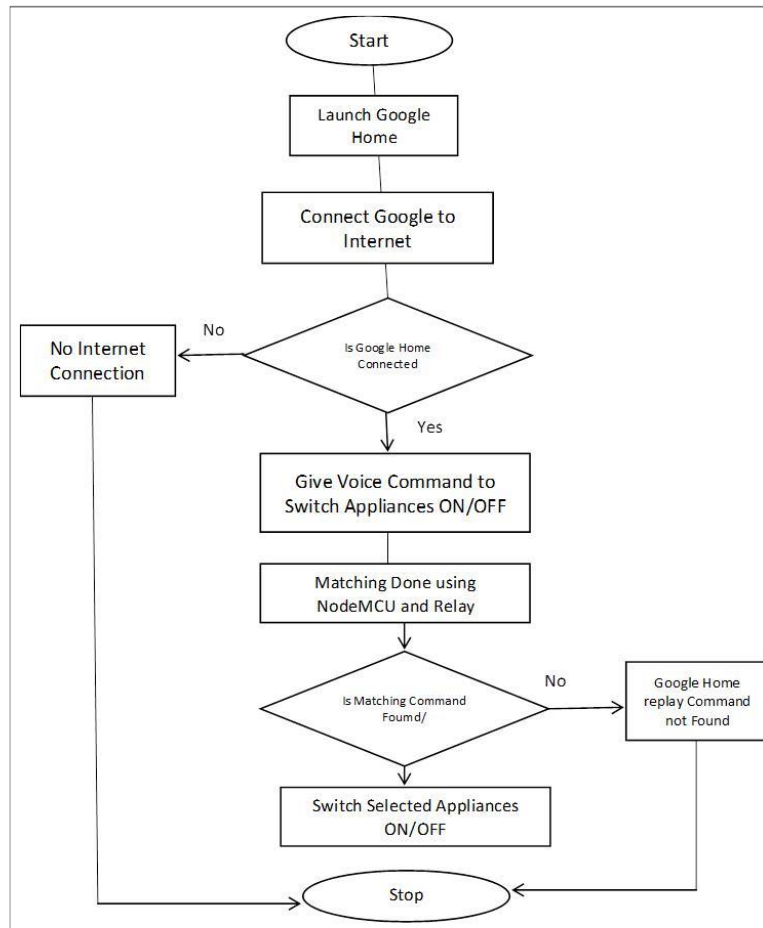 Start
Launch Google
Home
Connect Google to
Internet
No
Is Google Home
Connected
No Internet
Connection
Yes
Give Voice Command to
Switch Appliances ON/OFF
Matching Done using
NodeMCU and Relay
Is Matching Command
Foumd/
No
Google Home
replay Command
not Found
Switch Selected Appliances
ON/OFF
Stop